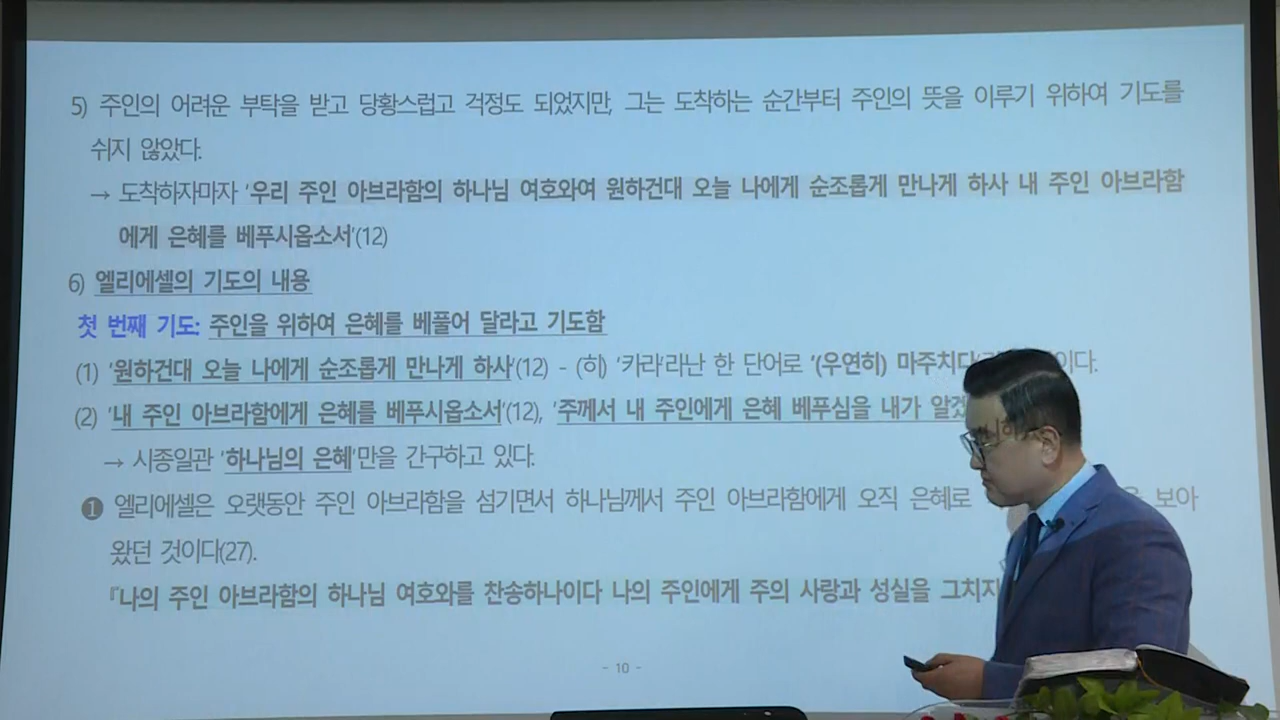 5) 주인의 어려운 부탁을 받고 당황스럽고 걱정도 되었지만, 그는 도착하는 순간부터 주인의 뜻을 이루기 위하여 기도를
쉬지 않았다.
→ 도착하자마자 '우리 주인 아브라함의 하나님 여호와여 원하건대 오늘 나에게 순조롭게 만나게 하사 내 주인 아브라함
에게 은혜를 베푸시옵소서'(12)
6) 엘리에셀의 기도의 내용
첫 번째 기도: 주인을 위하여 은혜를 베풀어 달라고 기도함
(1) '원하건대 오늘 나에게 순조롭게 만나게 하사'(12) - (히) '카라'라난 한 단어로 '(우연히) 마주치다 이다.
(2) '내 주인 아브라함에게 은혜를 베푸시옵소서'(12), '주께서 내 주인에게 은혜 베푸심을 내가
→ 시종일관 '하나님의 은혜'만을 간구하고 있다.
❶ 엘리에셀은 오랫동안 주인 아브라함을 섬기면서 하나님께서 주인 아브라함에게 오직 은혜로 보아
왔던 것이다(27).
『나의 주인 아브라함의 하나님 여호와를 찬송하나이다 나의 주인에게 주의 사랑과 성실을
- 10 -